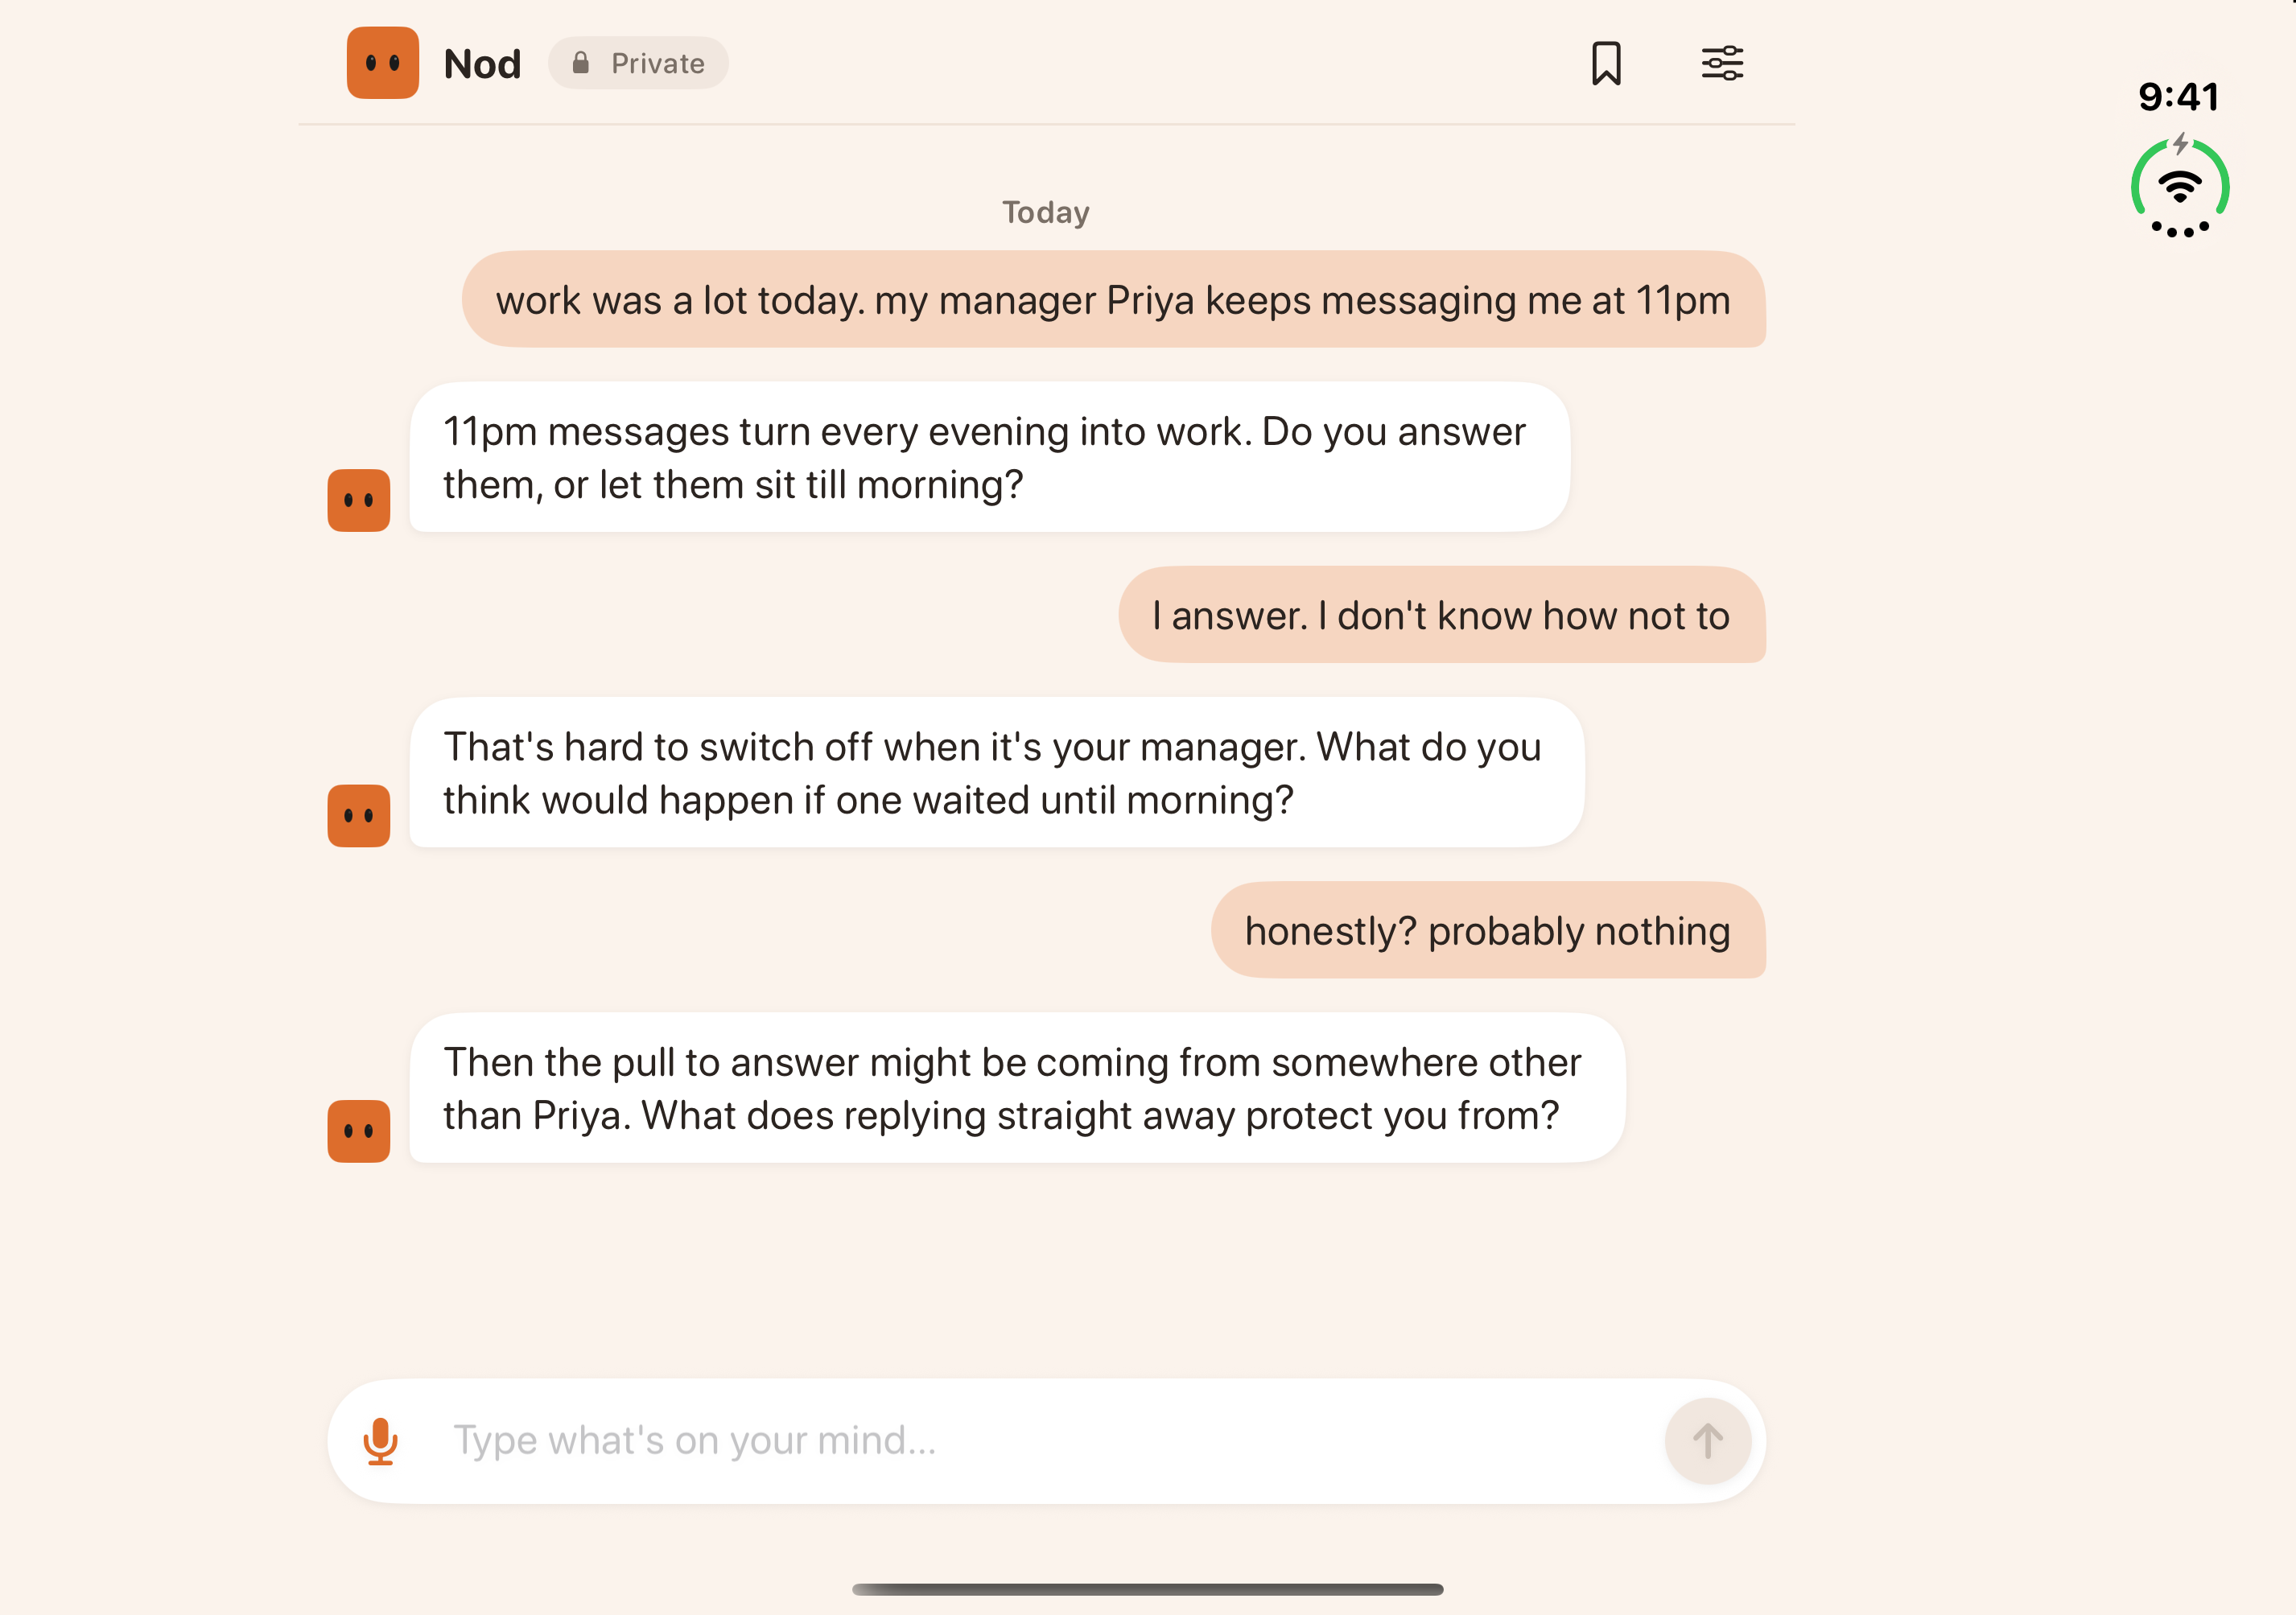 Nod
Private
9:41
Today
work was a lot today. my manager Priya keeps messaging me at 11pm
11pm messages turn every evening into work. Do you answer
them, or let them sit till morning?
I answer. I don't know how not to
That's hard to switch off when it's your manager. What do you
think would happen if one waited until morning?
honestly? probably nothing
Then the pull to answer might be coming from somewhere other
than Priya. What does replying straight away protect you from?
Type what's on your mind...